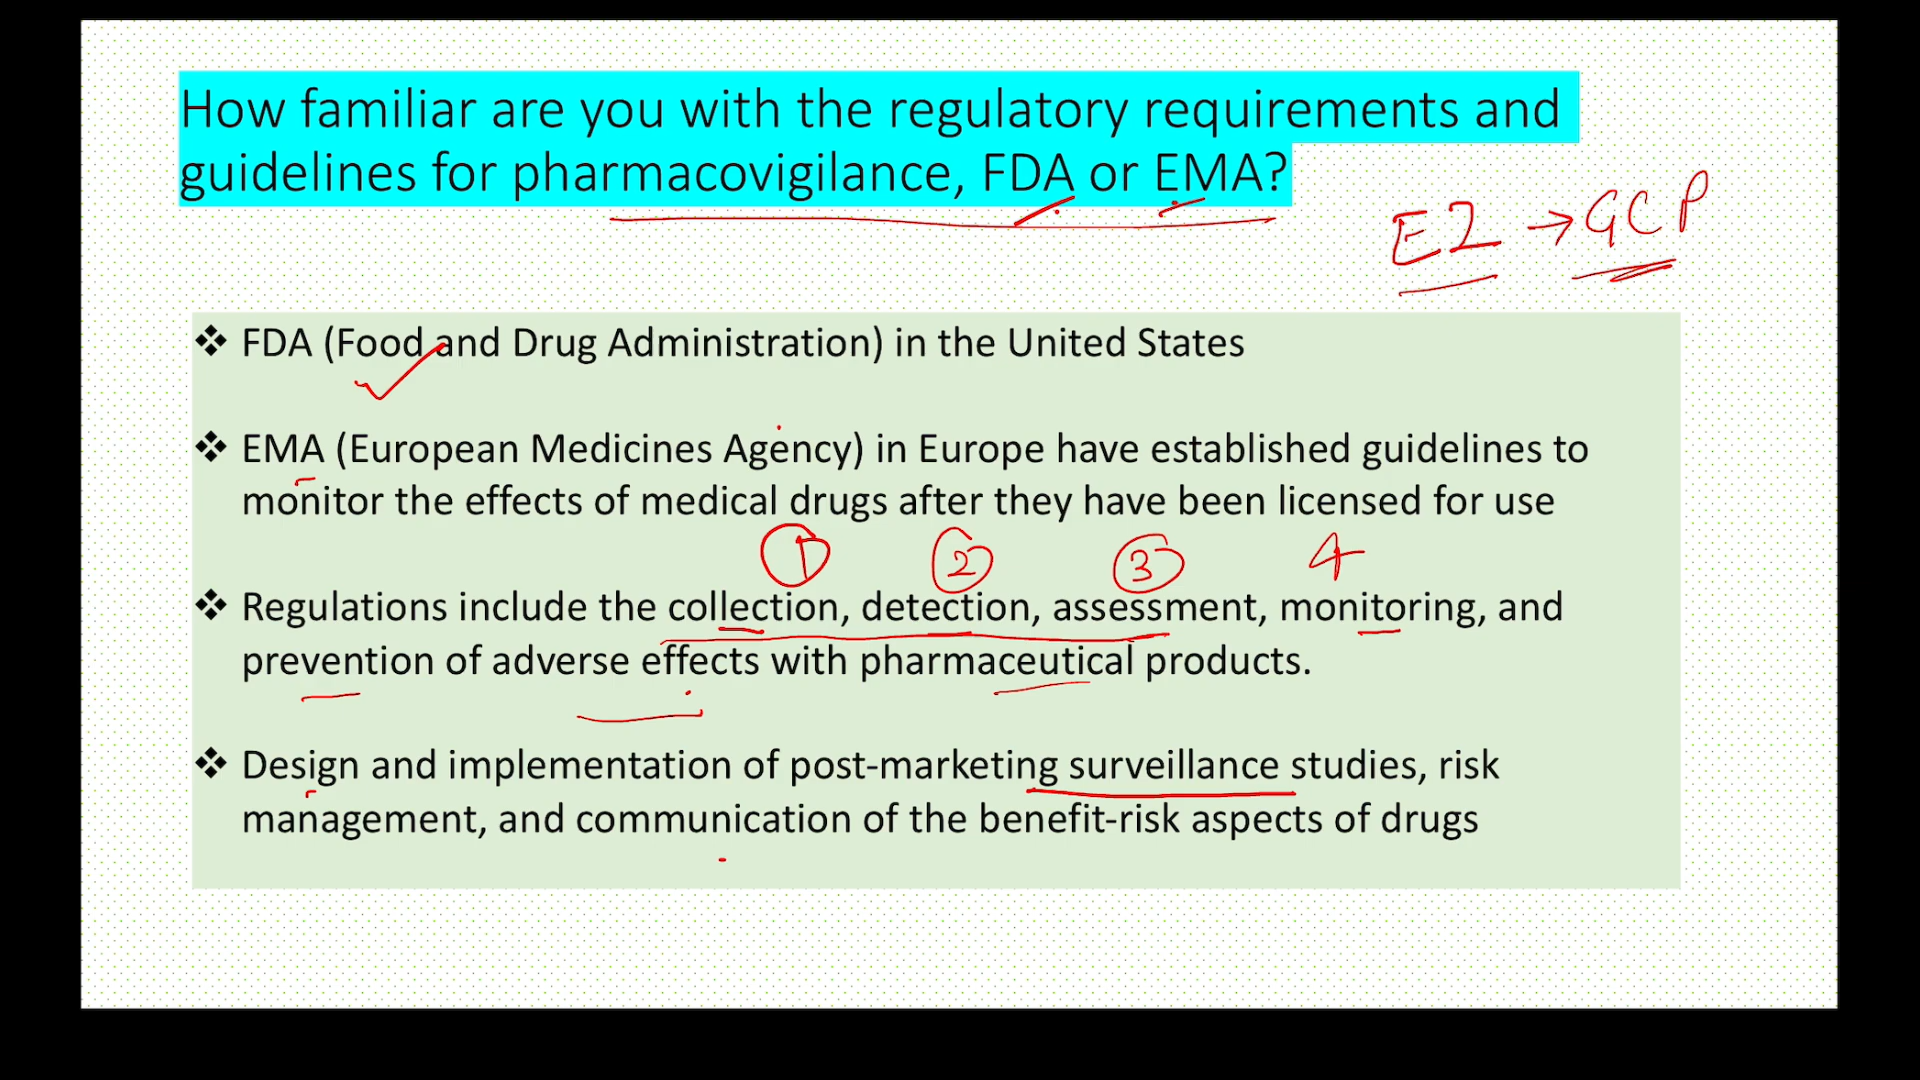 How familiar are you with the regulatory requirements and
guidelines for pharmacovigilance, FDA or EMA?
E2 → GCP
❖ FDA (Food and Drug Administration) in the United States
❖ EMA (European Medicines Agency) in Europe have established guidelines to
monitor the effects of medical drugs after they have been licensed for use
1 2 3 4
❖ Regulations include the collection, detection, assessment, monitoring, and
prevention of adverse effects with pharmaceutical products.
❖ Design and implementation of post-marketing surveillance studies, risk
management, and communication of the benefit-risk aspects of drugs